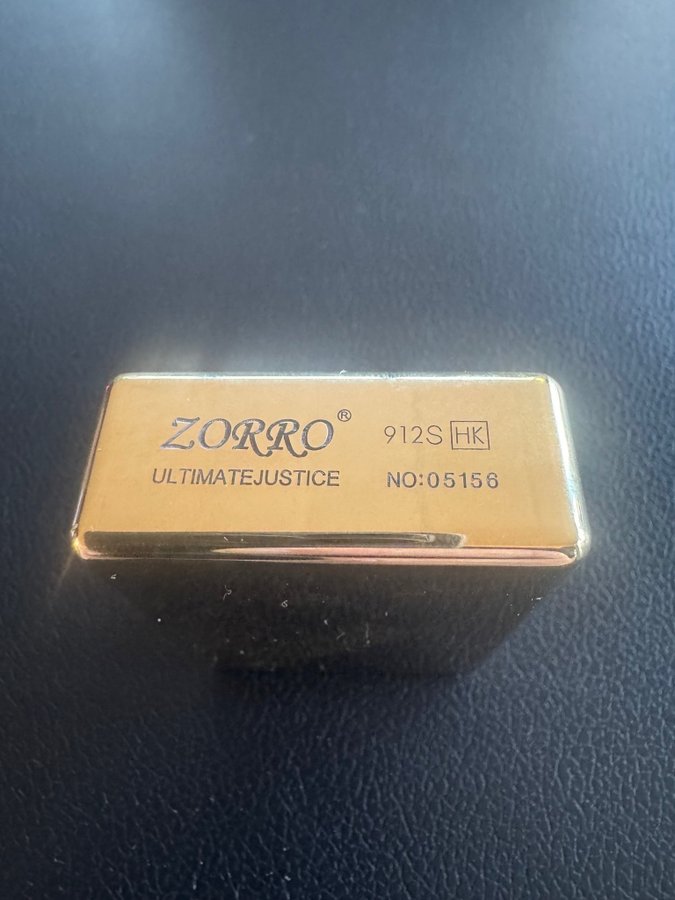 ZORRO® 912S HK
ULTIMATEJUSTICE NO:05156